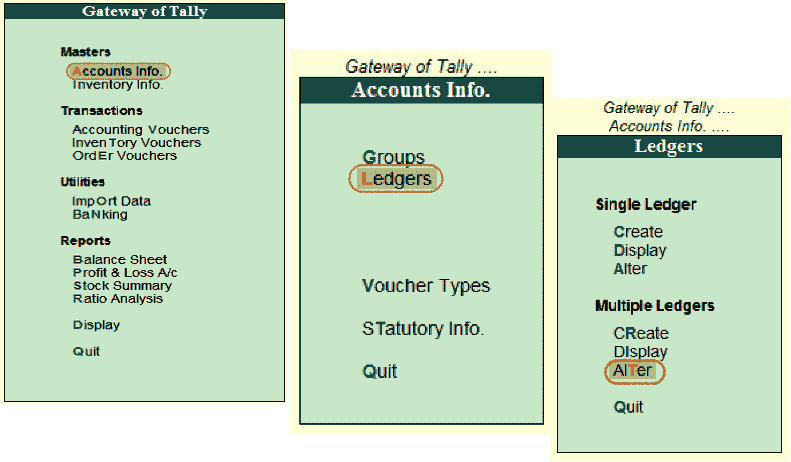 Gateway of Tally
Masters
Accounts Info.
Inventory Info.
Transactions
Accounting Vouchers
InvenTory Vouchers
OrdEr Vouchers
Utilities
ImpOrt Data
BaNking
Reports
Balance Sheet
Profit & Loss A/c
Stock Summary
Ratio Analysis
Display
Quit
Gateway of Tally ....
Accounts Info.
Groups
Ledgers
Voucher Types
STatutory Info.
Quit
Gateway of Tally ....
Accounts Info. ....
Ledgers
Single Ledger
Create
Display
Alter
Multiple Ledgers
CReate
DIsplay
AlTer
Quit